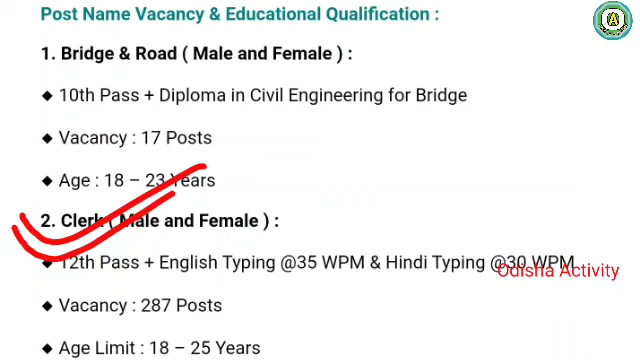 Post Name Vacancy & Educational Qualification :
1. Bridge & Road ( Male and Female ) :
◆ 10th Pass + Diploma in Civil Engineering for Bridge
◆ Vacancy : 17 Posts
◆ Age : 18 – 23 Years
2. Clerk ( Male and Female ) :
◆ 12th Pass + English Typing @35 WPM & Hindi Typing @30 WPM
Odisha Activity
◆ Vacancy : 287 Posts
◆ Age Limit : 18 – 25 Years